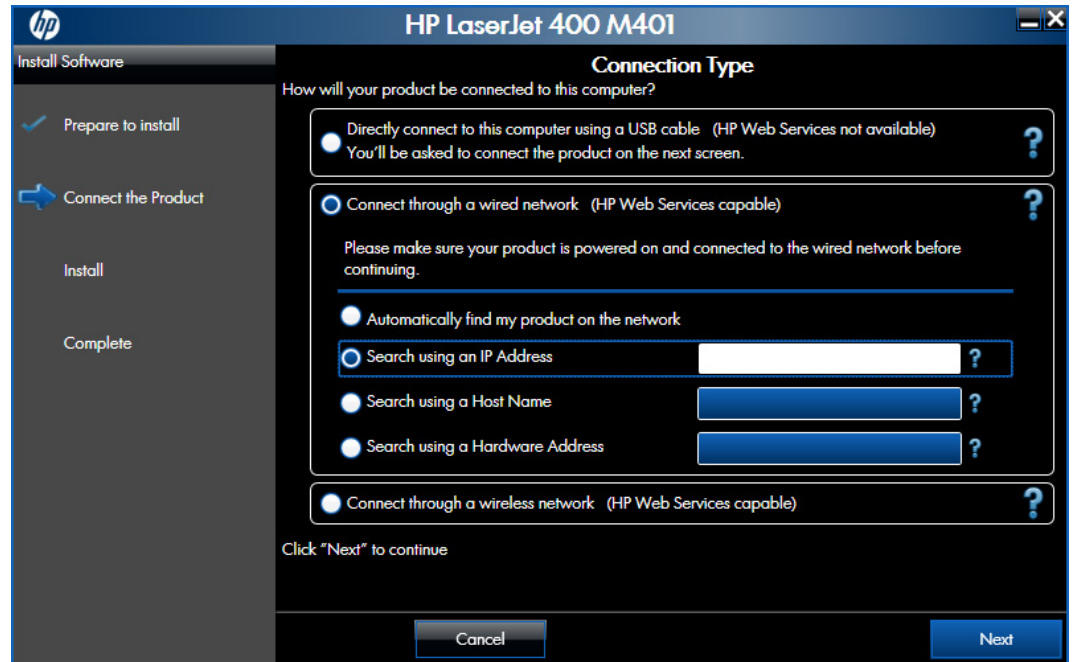 hp
HP LaserJet 400 M401
Install Software
Prepare to install
Connect the Product
Install
Complete
Connection Type
How will your product be connected to this computer?
Directly connect to this computer using a USB cable (HP Web Services not available)
You'll be asked to connect the product on the next screen.
?
Connect through a wired network (HP Web Services capable)
?
Please make sure your product is powered on and connected to the wired network before
continuing.
Automatically find my product on the network
Search using an IP Address ?
Search using a Host Name ?
Search using a Hardware Address ?
Connect through a wireless network (HP Web Services capable) ?
Click "Next" to continue
Cancel
Next